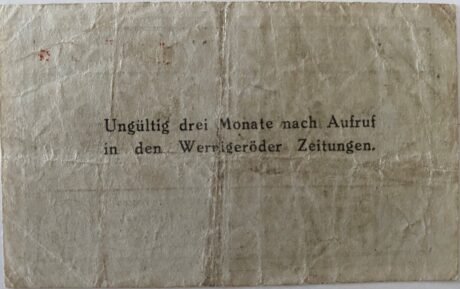 Ungültig drei Monate nach Aufruf
in den Wernigeröder Zeitungen.